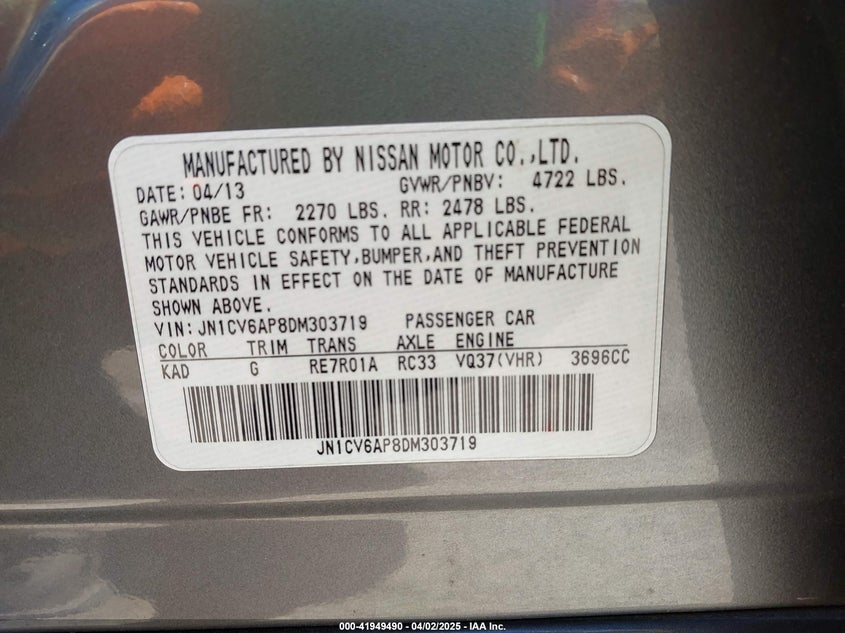 MANUFACTURED BY NISSAN MOTOR CO.,LTD.
DATE: 04/13 GVWR/PNBV: 4722 LBS.
GAWR/PNBE FR: 2270 LBS. RR: 2478 LBS.
THIS VEHICLE CONFORMS TO ALL APPLICABLE FEDERAL
MOTOR VEHICLE SAFETY,BUMPER,AND THEFT PREVENTION
STANDARDS IN EFFECT ON THE DATE OF MANUFACTURE
SHOWN ABOVE.
VIN: JN1CV6AP8DM303719 PASSENGER CAR
COLOR TRIM TRANS AXLE ENGINE
KAD G RE7R01A RC33 VQ37(VHR) 3696CC
JN1CV6AP8DM303719
000-41949490 - 04/02/2025 - IAA Inc.